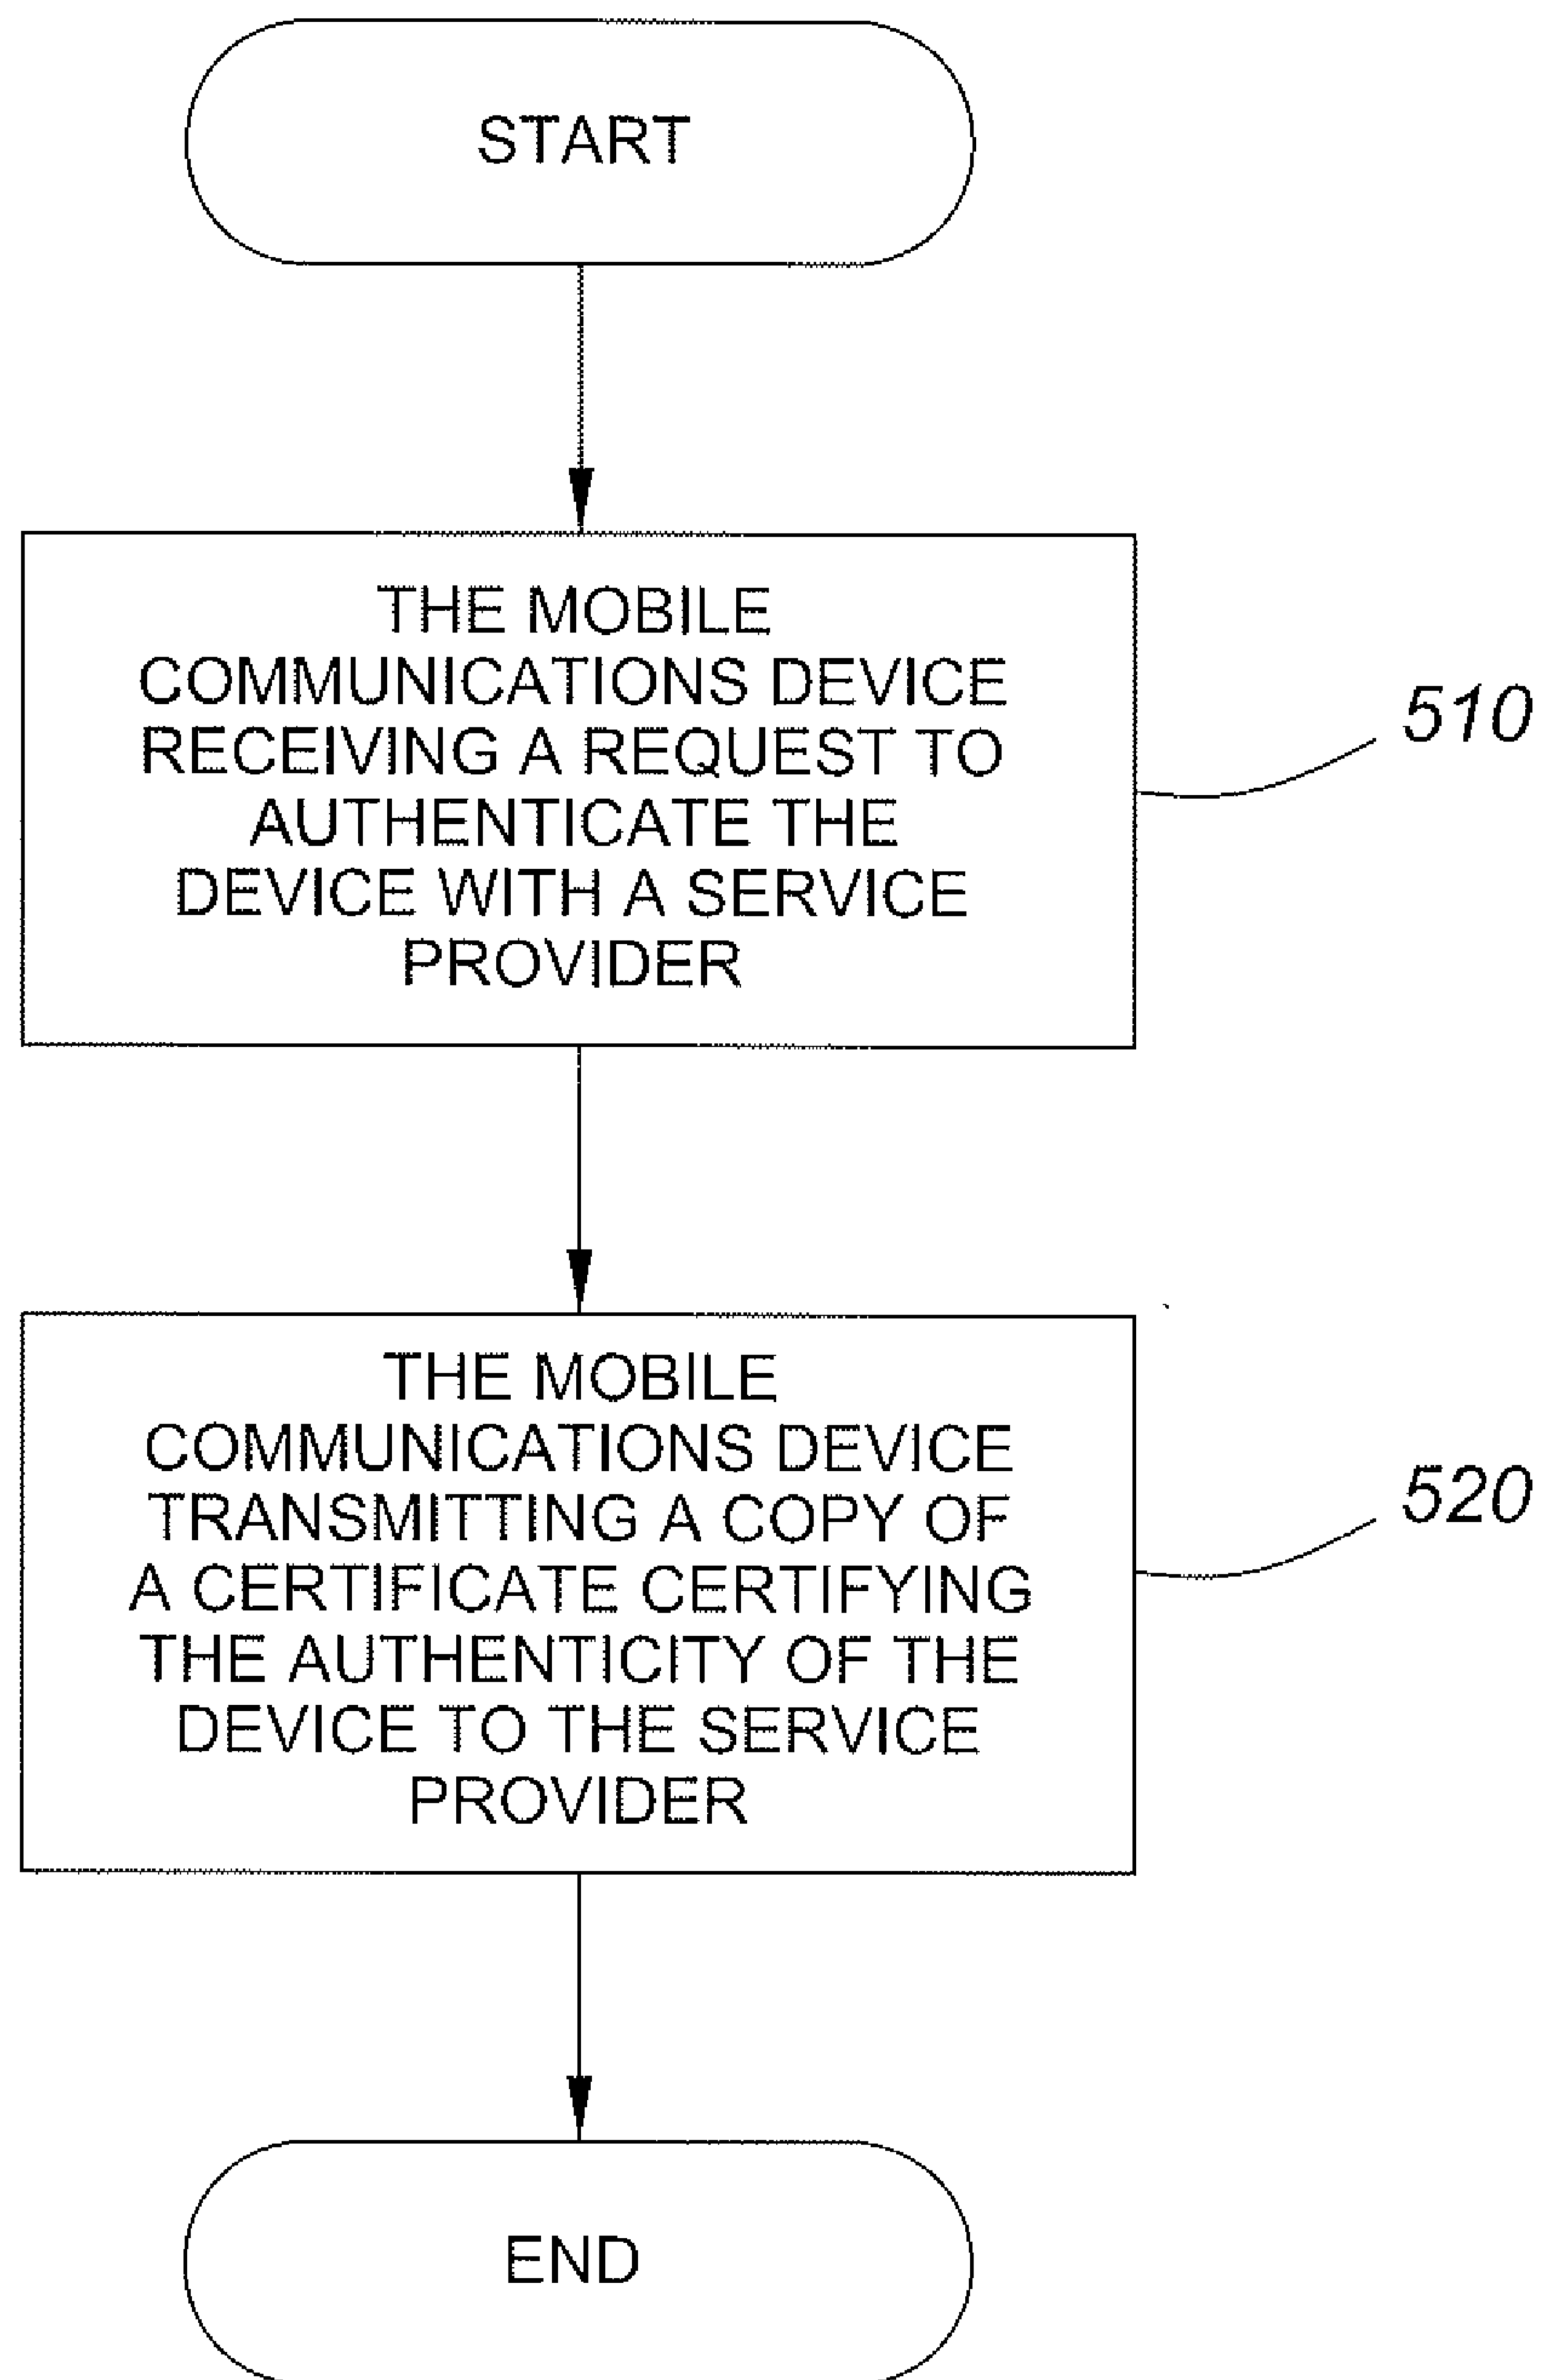 START
THE MOBILE
COMMUNICATIONS DEVICE
RECEIVING A REQUEST TO
AUTHENTICATE THE
DEVICE WITH A SERVICE
PROVIDER
510
THE MOBILE
COMMUNICATIONS DEVICE
TRANSMITTING A COPY OF
A CERTIFICATE CERTIFYING
THE AUTHENTICITY OF THE
DEVICE TO THE SERVICE
PROVIDER
520
END